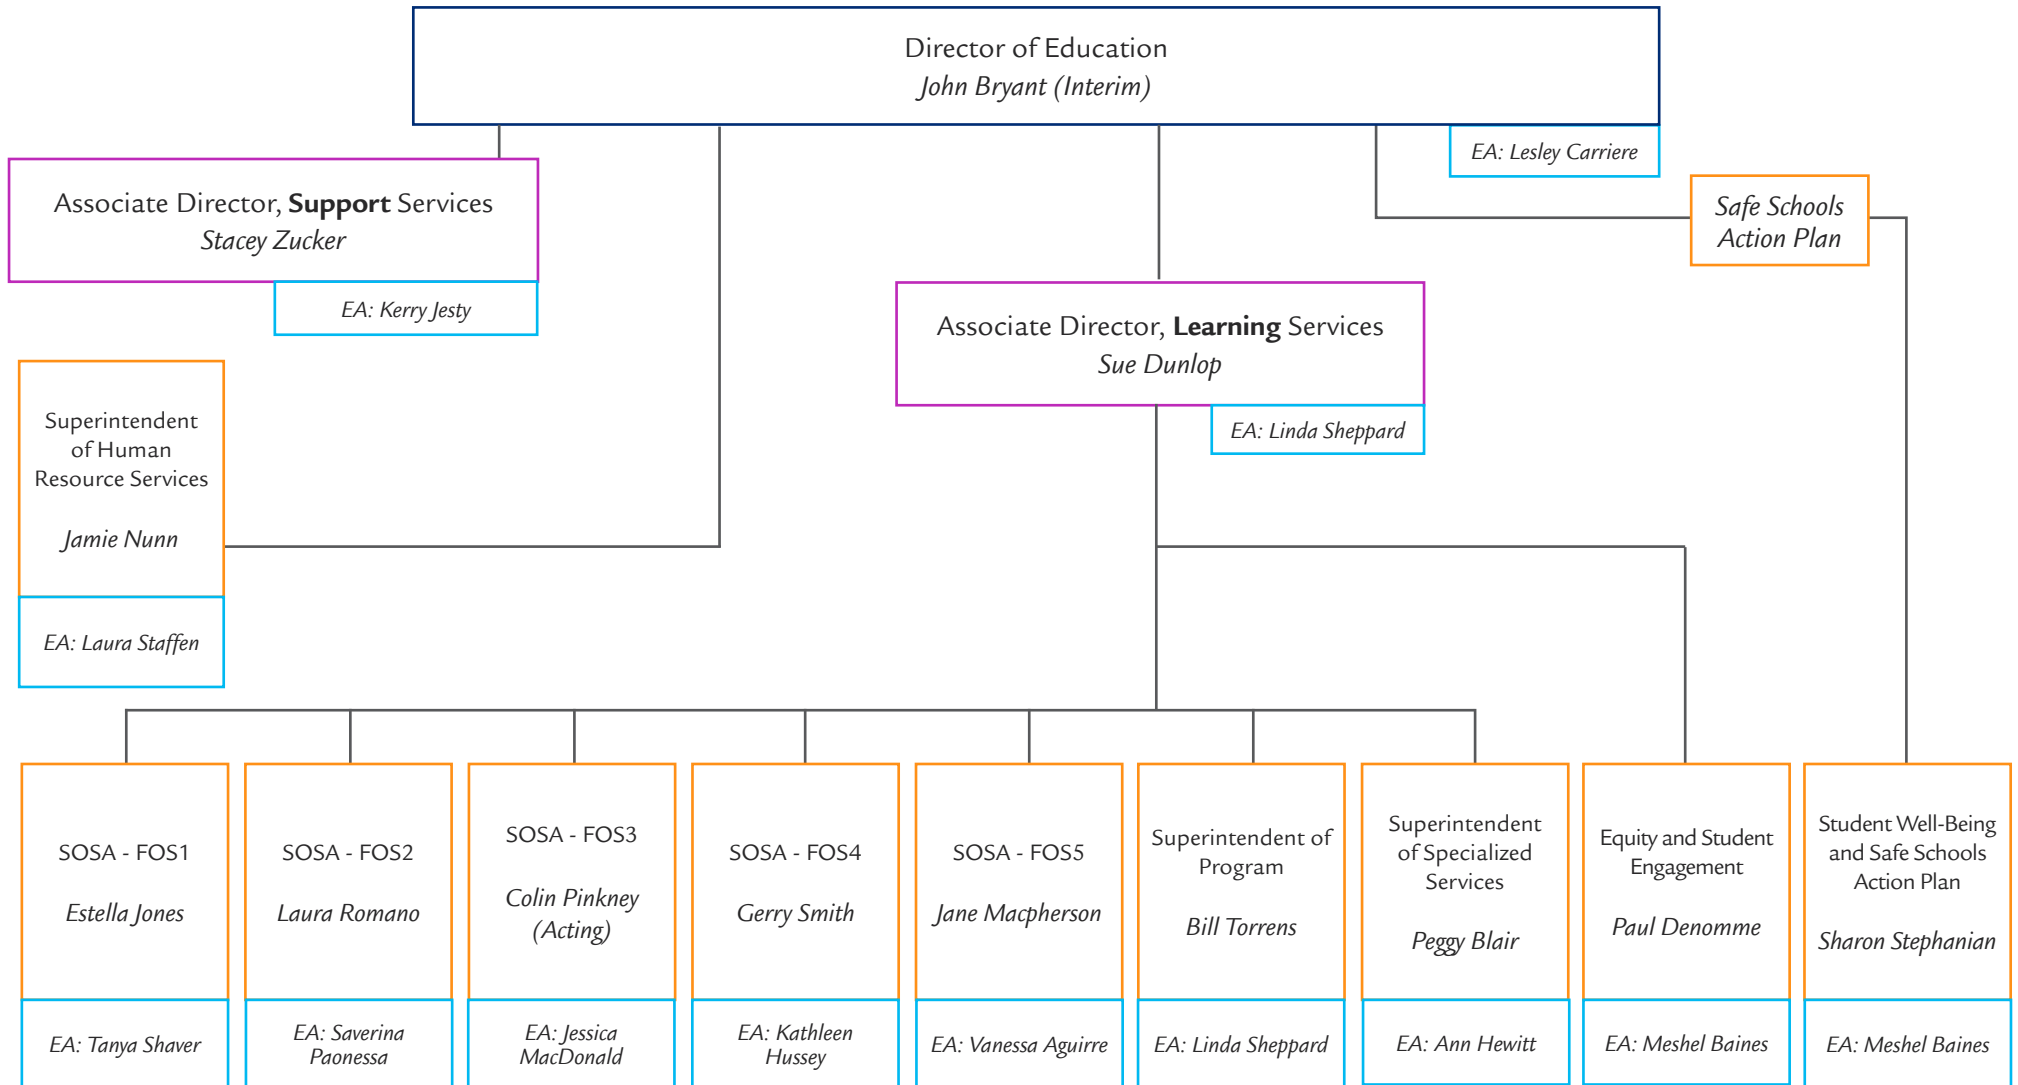 Director of Education
John Bryant (Interim)
EA: Lesley Carriere
Associate Director, Support Services
Stacey Zucker
EA: Kerry Jesty
Safe Schools
Action Plan
Associate Director, Learning Services
Sue Dunlop
EA: Linda Sheppard
Superintendent
of Human
Resource Services
Jamie Nunn
EA: Laura Staffen
SOSA - FOS1
Estella Jones
EA: Tanya Shaver
SOSA - FOS2
Laura Romano
EA: Saverina
Paonessa
SOSA - FOS3
Colin Pinkney
(Acting)
EA: Jessica
MacDonald
SOSA - FOS4
Gerry Smith
EA: Kathleen
Hussey
SOSA - FOS5
Jane Macpherson
EA: Vanessa Aguirre
Superintendent of
Program
Bill Torrens
EA: Linda Sheppard
Superintendent
of Specialized
Services
Peggy Blair
EA: Ann Hewitt
Equity and Student
Engagement
Paul Denomme
EA: Meshel Baines
Student Well-Being
and Safe Schools
Action Plan
Sharon Stephanian
EA: Meshel Baines